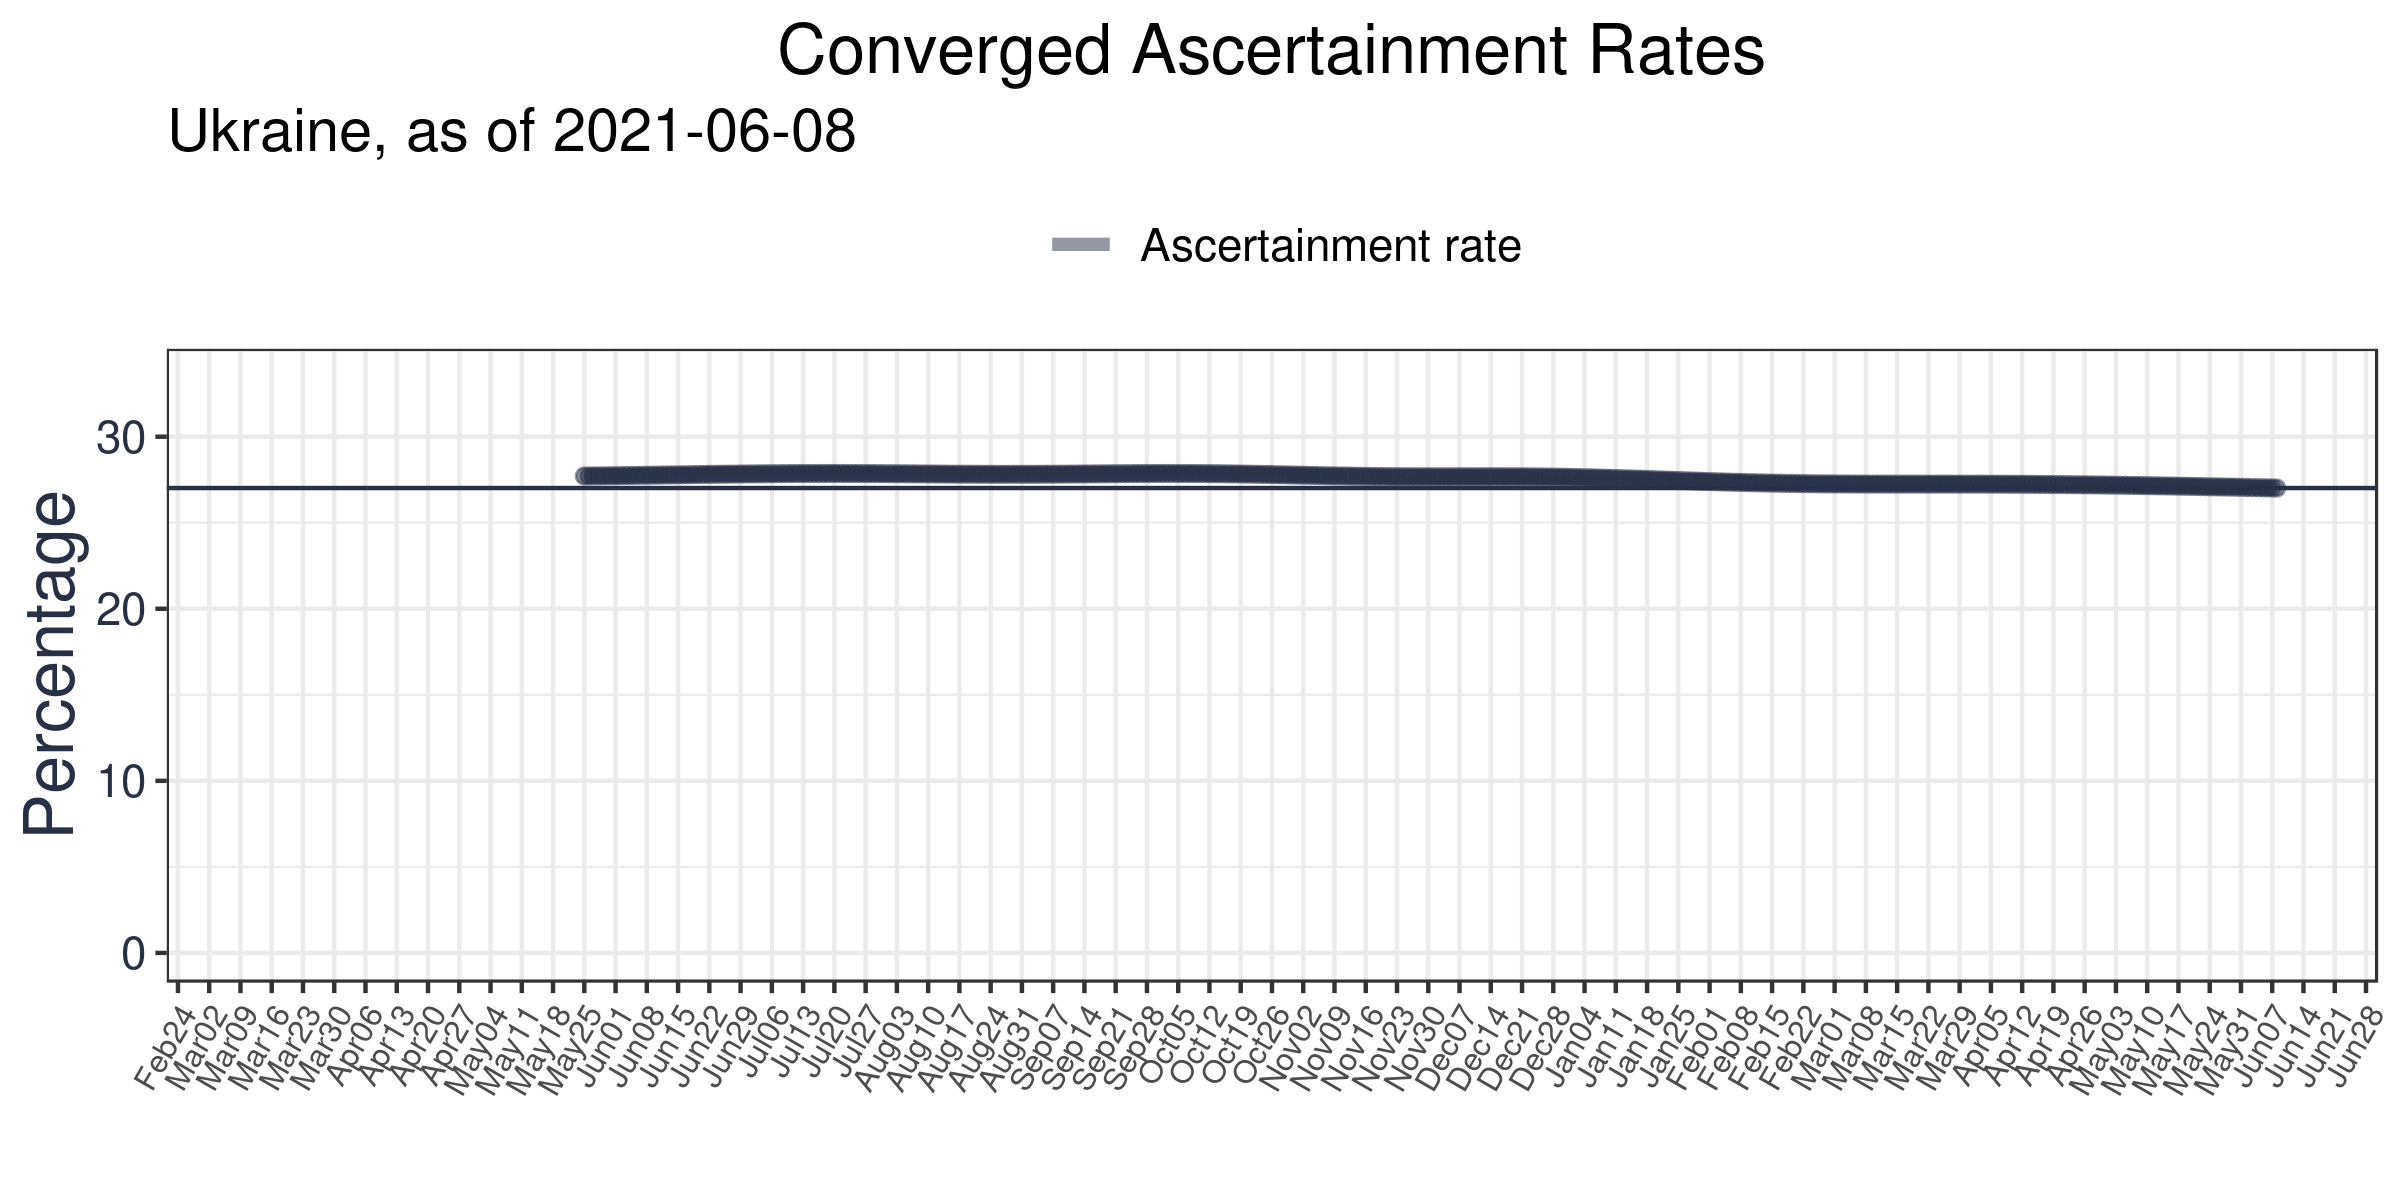 Converged Ascertainment Rates
Ukraine, as of 2021-06-08
Ascertainment rate
Percentage
30
20
10
0
Feb24 Mar02 Mar09 Mar16 Mar23 Mar30 Apr06 Apr13 Apr20 Apr27 May04 May11 May18 May25 Jun01 Jun08 Jun15 Jun22 Jun29 Jul06 Jul13 Jul20 Jul27 Aug03 Aug10 Aug17 Aug24 Aug31 Sep07 Sep14 Sep21 Sep28 Oct05 Oct12 Oct19 Oct26 Nov02 Nov09 Nov16 Nov23 Nov30 Dec07 Dec14 Dec21 Dec28 Jan04 Jan11 Jan18 Jan25 Feb01 Feb08 Feb15 Feb22 Mar01 Mar08 Mar15 Mar22 Mar29 Apr05 Apr12 Apr19 Apr26 May03 May10 May17 May24 May31 Jun07 Jun14 Jun21 Jun28